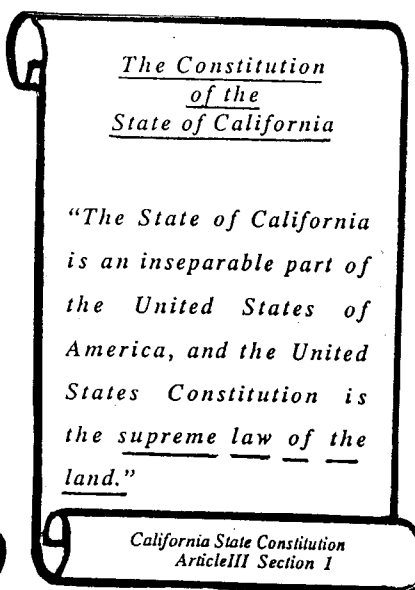 The Constitution
of the
State of California
“The State of California
is an inseparable part of
the United States of
America, and the United
States Constitution is
the supreme law of the
land.”
California State Constitution
ArticleIII Section 1